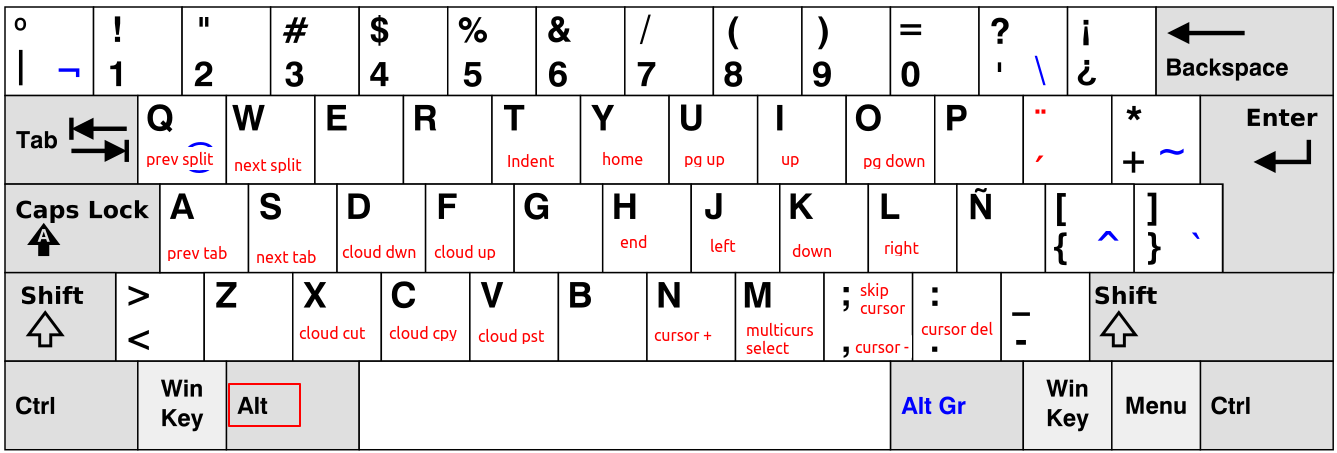 ° ! " # $ % & / ( ) = ? ¡
| ¬ 1 2 3 4 5 6 7 8 9 0 ' \ ¿ Backspace
Tab Q W E R T Y U I O P ¨ * Enter
prev split next split Indent home pg up up pg down ´ + ~
Caps Lock A S D F G H J K L Ñ [ ]
A prev tab next tab cloud dwn cloud up end left down right { ^ } `
Shift > Z X C V B N M ; skip cursor : _ Shift
< cloud cut cloud cpy cloud pst cursor + multicurs select , cursor - cursor del . -
Ctrl Win Key Alt Alt Gr Win Key Menu Ctrl